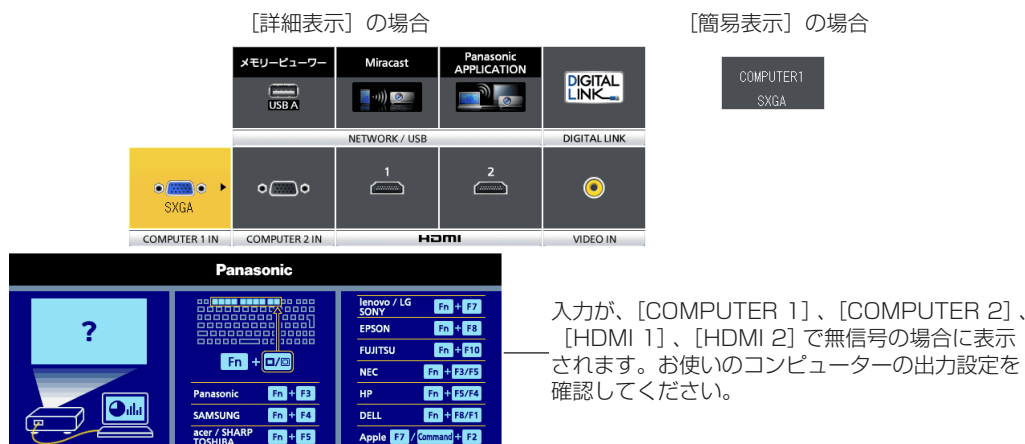 [詳細表示]の場合
[簡易表示]の場合
メモリービューワー
Miracast
Panasonic
APPLICATION
USB A
DIGITAL
LINK
NETWORK / USB
DIGITAL LINK
COMPUTER1
SXGA
1
2
SXGA
COMPUTER 1 IN
COMPUTER 2 IN
HDMI
VIDEO IN
Panasonic
?
Fn +
Panasonic Fn + F3
SAMSUNG Fn + F4
acer / SHARP
TOSHIBA Fn + F5
lenovo / LG
SONY Fn + F7
EPSON Fn + F8
FUJITSU Fn + F10
NEC Fn + F3/F5
HP Fn + F5/F4
DELL Fn + F8/F1
Apple F7 / Command + F2
入力が、[COMPUTER 1]、[COMPUTER 2]、
[HDMI 1]、[HDMI 2]で無信号の場合に表示
されます。お使いのコンピューターの出力設定を
確認してください。